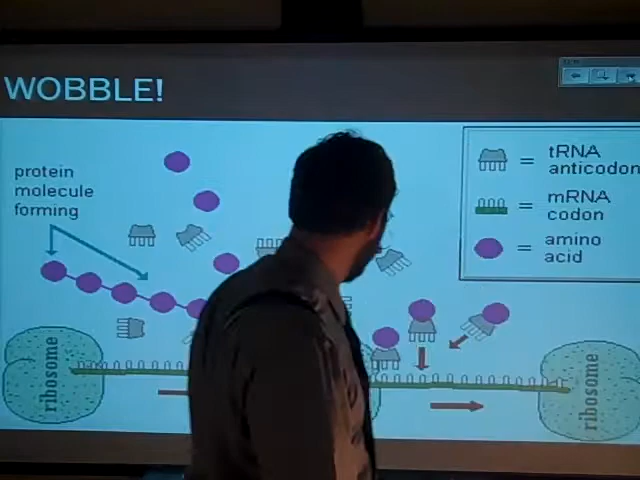 WOBBLE!
protein
molecule
forming
= tRNA
anticodon
= mRNA
codon
= amino
acid
ribosome
ribosome